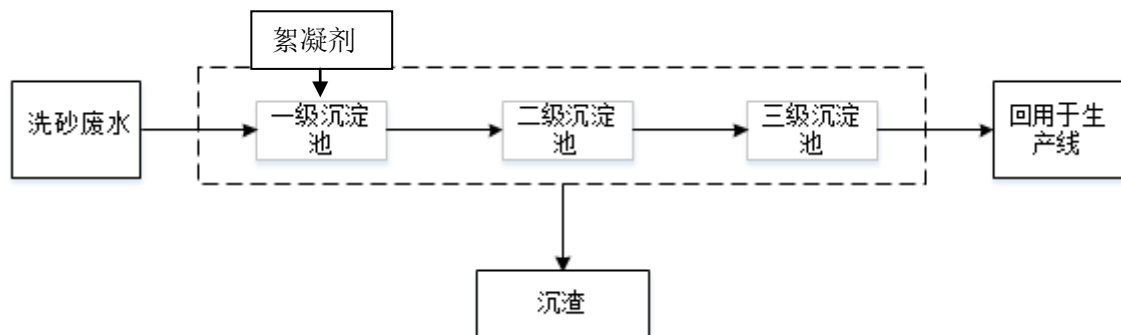 絮凝剂
洗砂废水
一级沉淀
池
二级沉淀
池
三级沉淀
池
回用于生
产线
沉渣